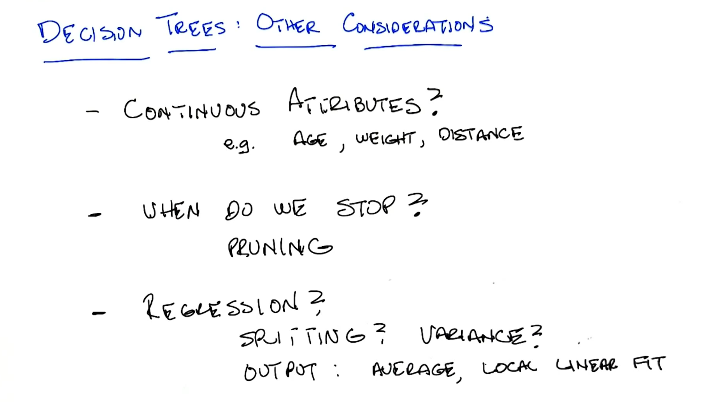 DECISION TREES: OTHER CONSIDERATIONS
- CONTINUOUS ATTRIBUTES?
e.g. AGE, WEIGHT, DISTANCE
- WHEN DO WE STOP?
PRUNING
- REGRESSION?
SPLITTING? VARIANCE?
OUTPUT: AVERAGE, LOCAL LINEAR FIT